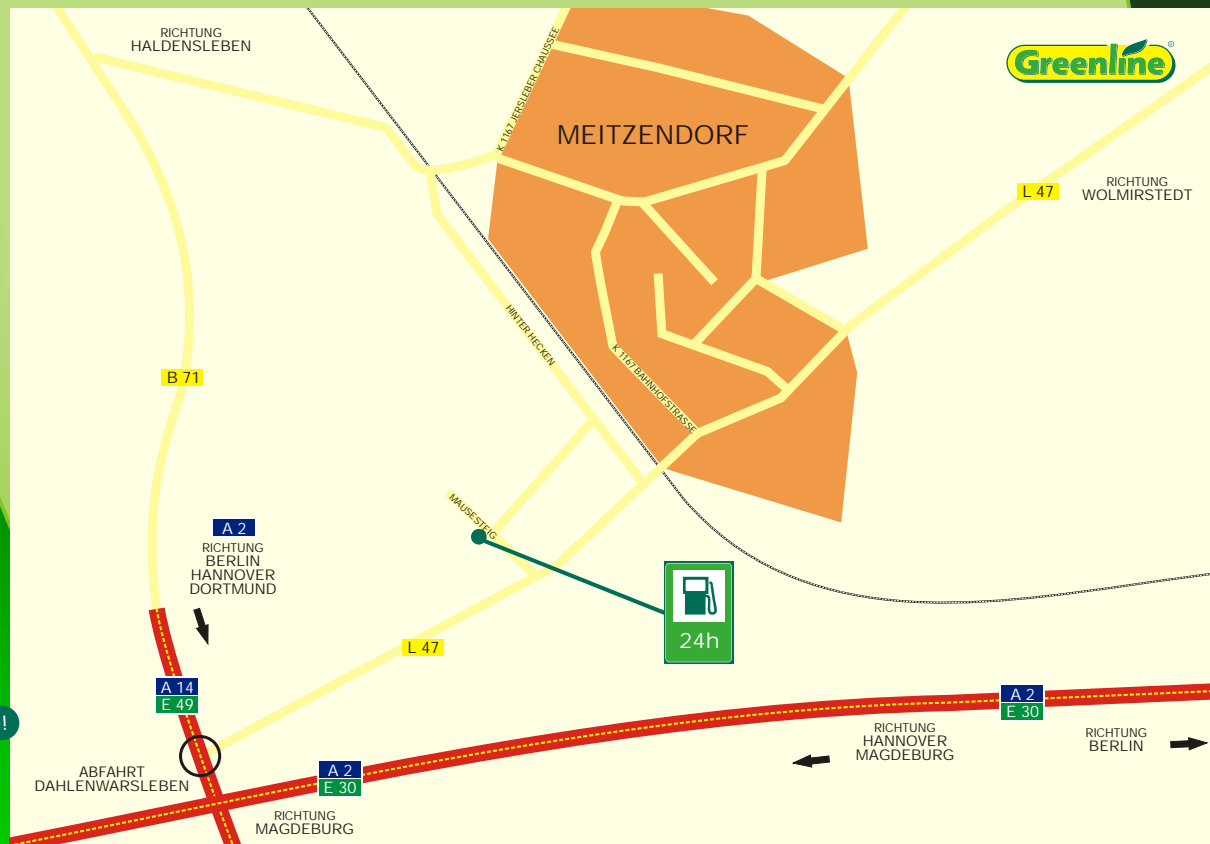 RICHTUNG
HALDENSLEBEN
K 1167 JERSLEBER CHAUSSEE
Greenline®
MEITZENDORF
L 47
RICHTUNG
WOLMIRSTEDT
HINTER HECKEN
K 1167 BAHNHOFSTRASSE
B 71
MAUSESTEIG
A 2
RICHTUNG
BERLIN
HANNOVER
DORTMUND
24h
L 47
A 14
E 49
!
A 2
E 30
RICHTUNG
HANNOVER
MAGDEBURG
RICHTUNG
BERLIN
ABFAHRT
DAHLENWARSLEBEN
A 2
E 30
RICHTUNG
MAGDEBURG